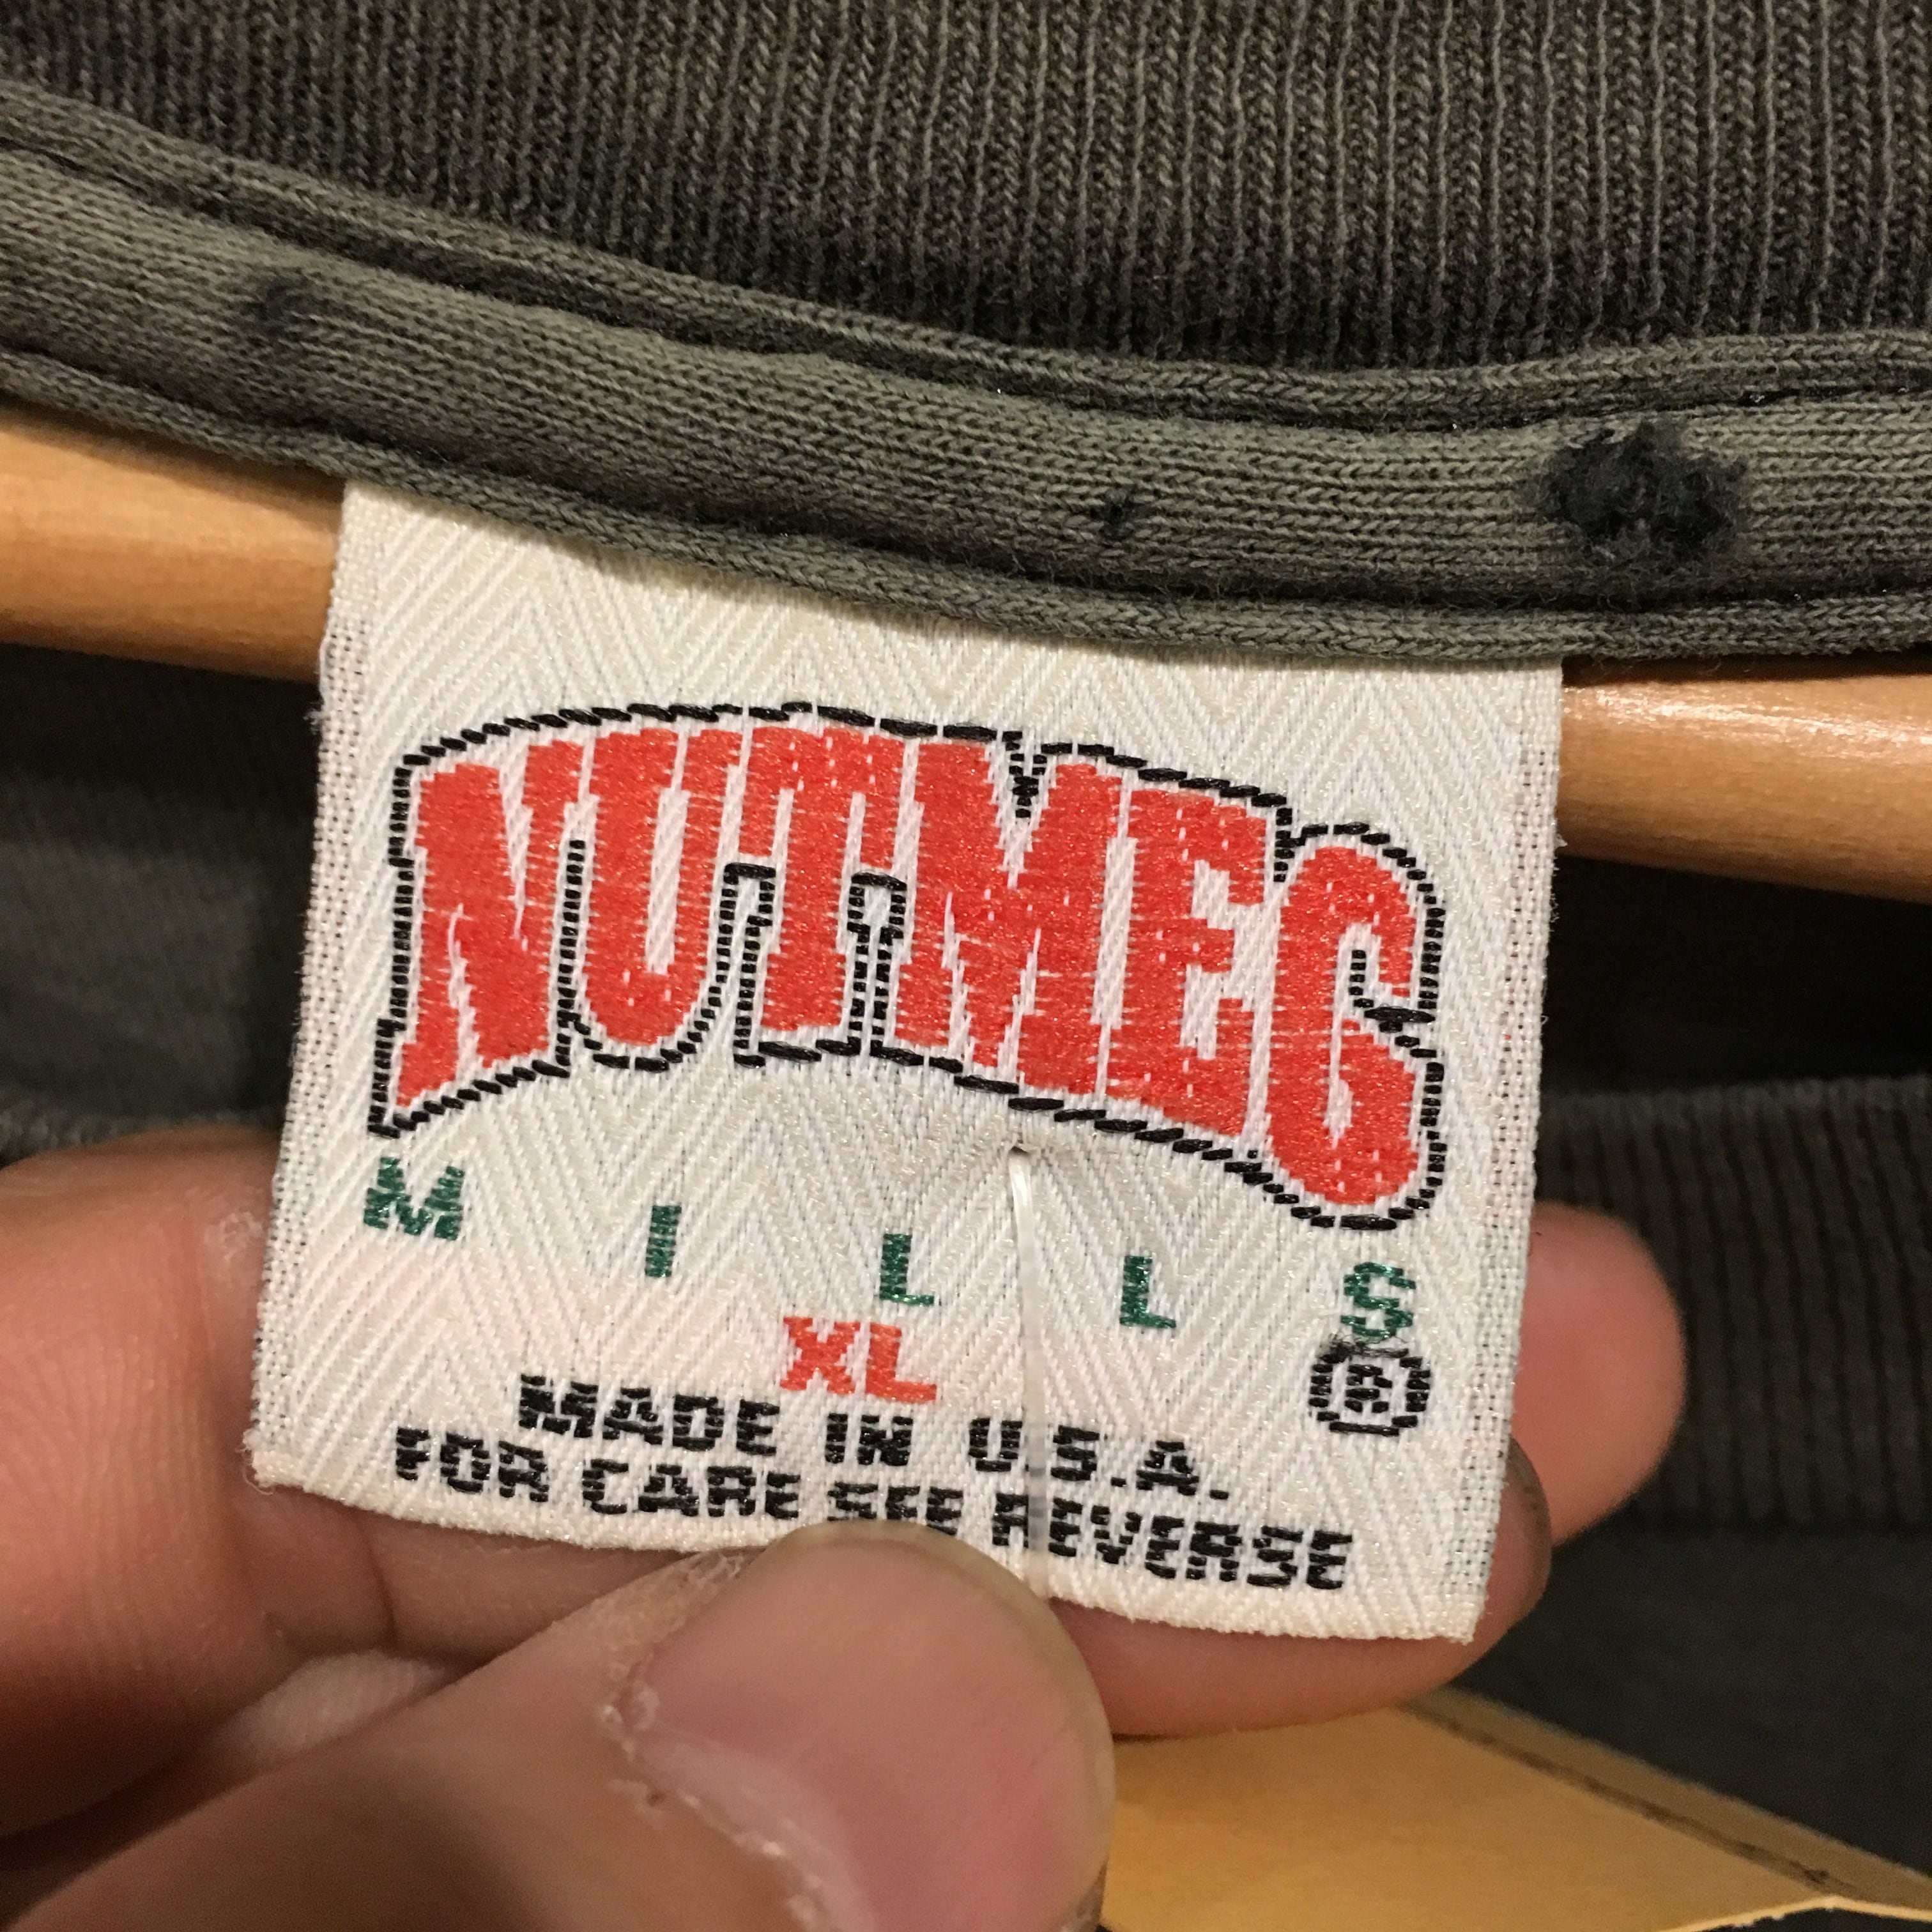 NUTMEG
MILLS
XL
®
MADE IN U.S.A.
FOR CARE SEE REVERSE